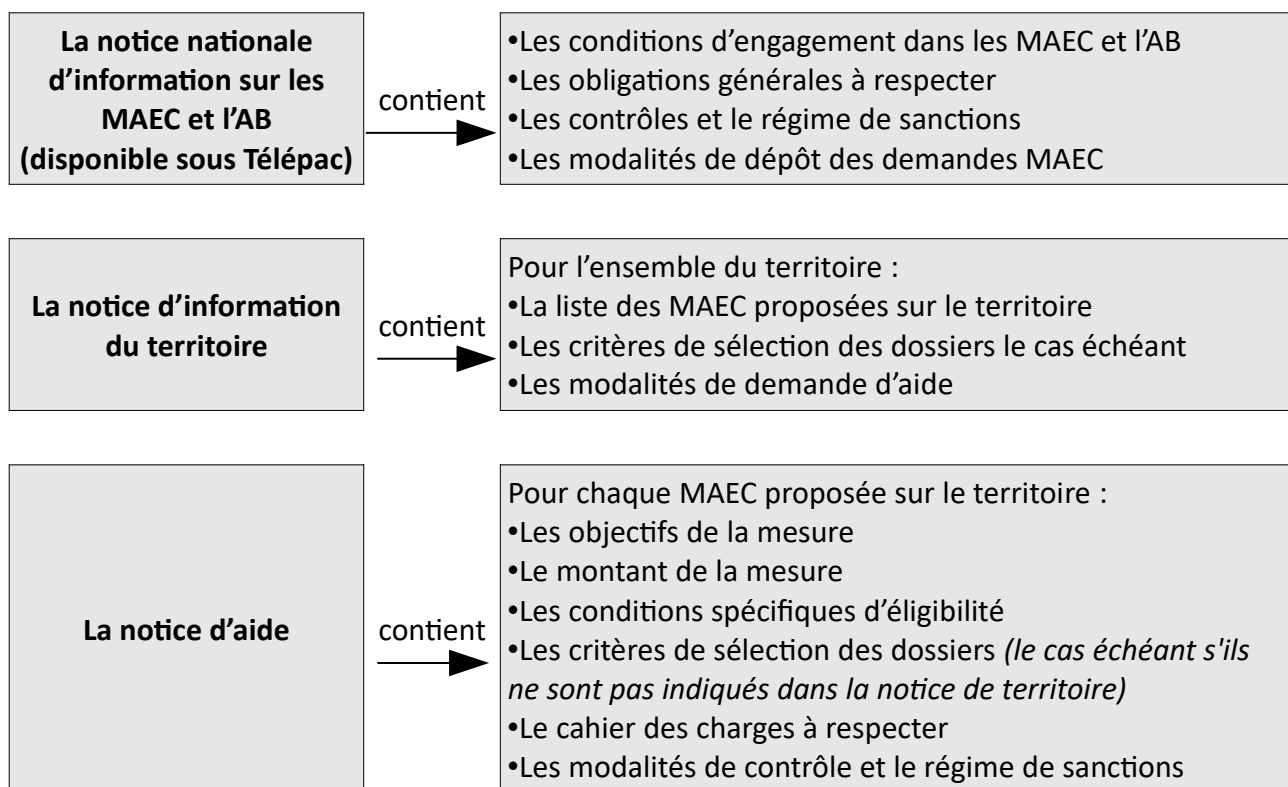 La notice nationale
d’information sur les
MAEC et l’AB
(disponible sous Télépac)
contient
•Les conditions d’engagement dans les MAEC et l’AB
•Les obligations générales à respecter
•Les contrôles et le régime de sanctions
•Les modalités de dépôt des demandes MAEC
La notice d’information
du territoire
contient
Pour l’ensemble du territoire :
•La liste des MAEC proposées sur le territoire
•Les critères de sélection des dossiers le cas échéant
•Les modalités de demande d’aide
La notice d’aide
contient
Pour chaque MAEC proposée sur le territoire :
•Les objectifs de la mesure
•Le montant de la mesure
•Les conditions spécifiques d’éligibilité
•Les critères de sélection des dossiers (le cas échéant s'ils
ne sont pas indiqués dans la notice de territoire)
•Le cahier des charges à respecter
•Les modalités de contrôle et le régime de sanctions